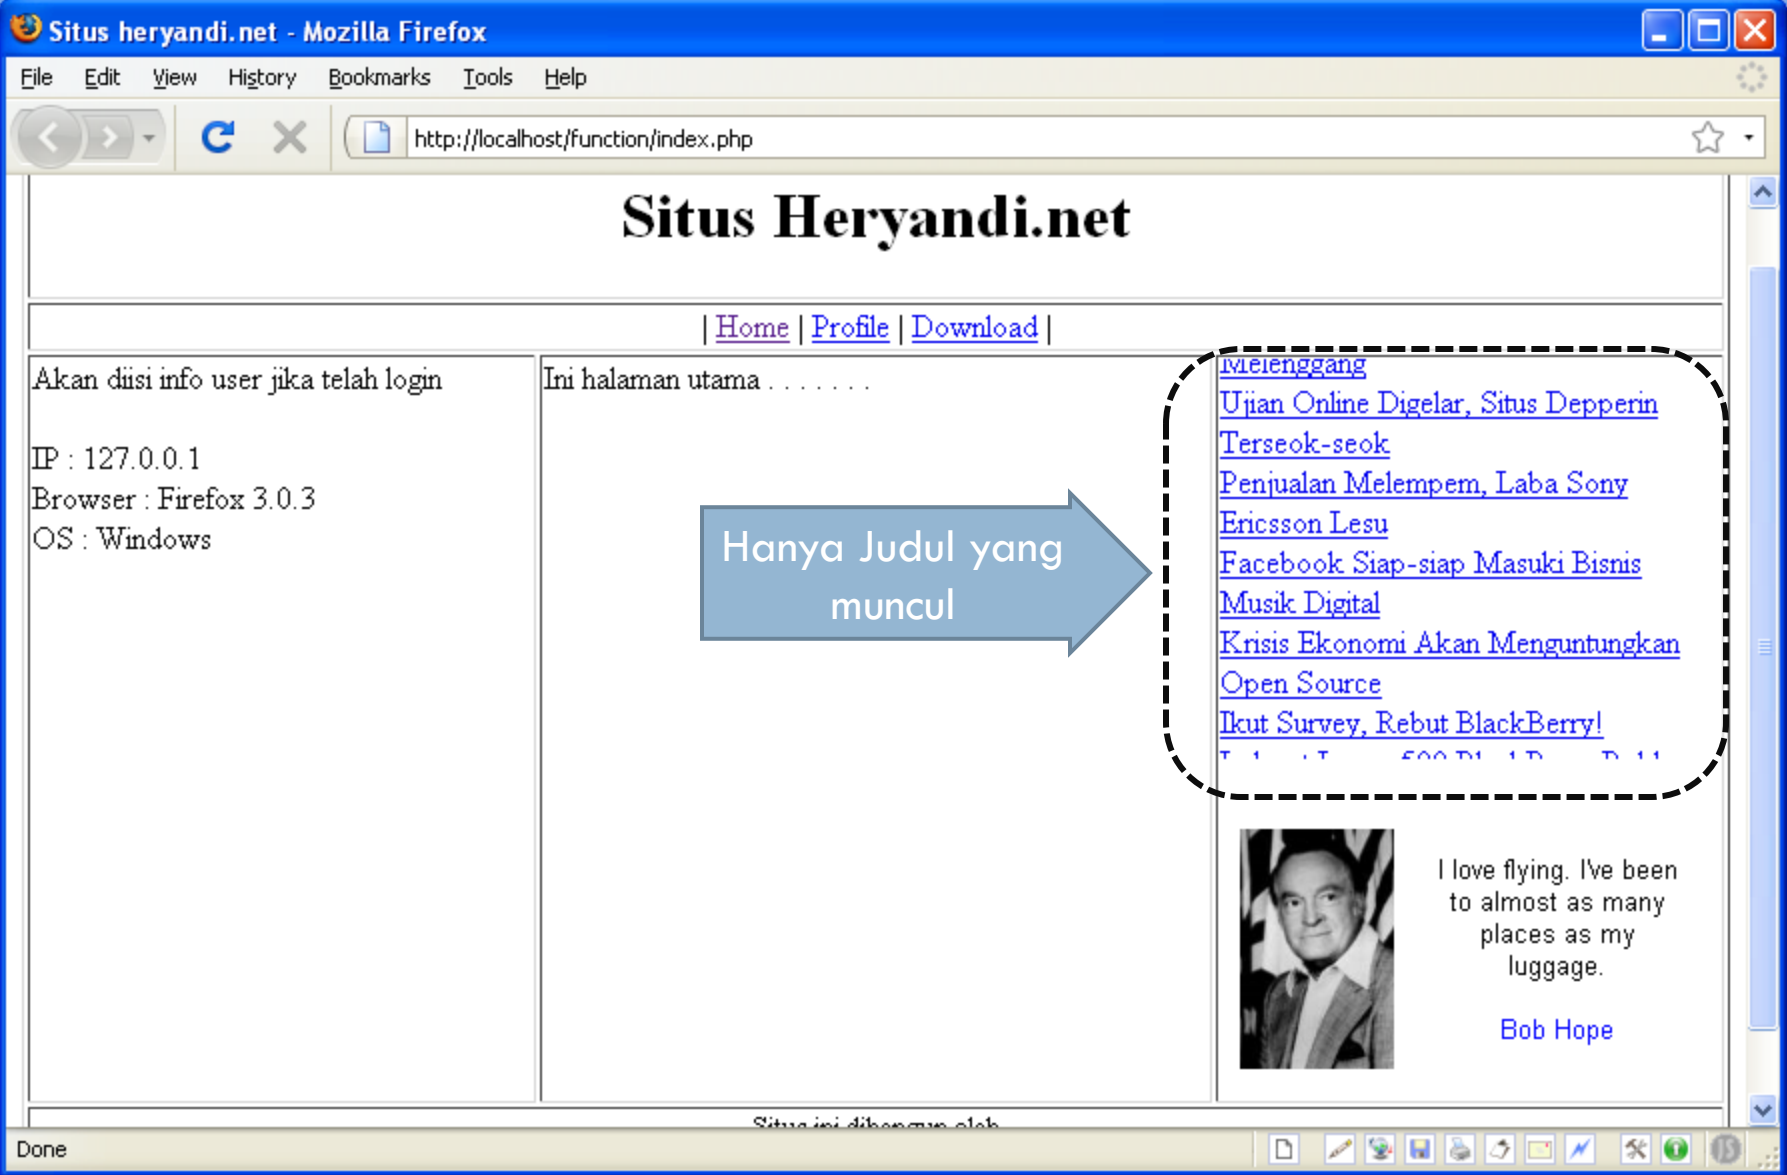 Situs heryandi.net - Mozilla Firefox
File Edit View History Bookmarks Tools Help
http://localhost/function/index.php
Situs Heryandi.net
| Home | Profile | Download |
Akan diisi info user jika telah login
IP : 127.0.0.1
Browser : Firefox 3.0.3
OS : Windows
Ini halaman utama . . . . . . .
Hanya Judul yang
muncul
Melenggang
Ujian Online Digelar, Situs Depperin
Terseok-seok
Penjualan Melempem, Laba Sony
Ericsson Lesu
Facebook Siap-siap Masuki Bisnis
Musik Digital
Krisis Ekonomi Akan Menguntungkan
Open Source
Ikut Survey, Rebut BlackBerry!
I love flying. I've been
to almost as many
places as my
luggage.
Bob Hope
Situs ini dibangun oleh
Done